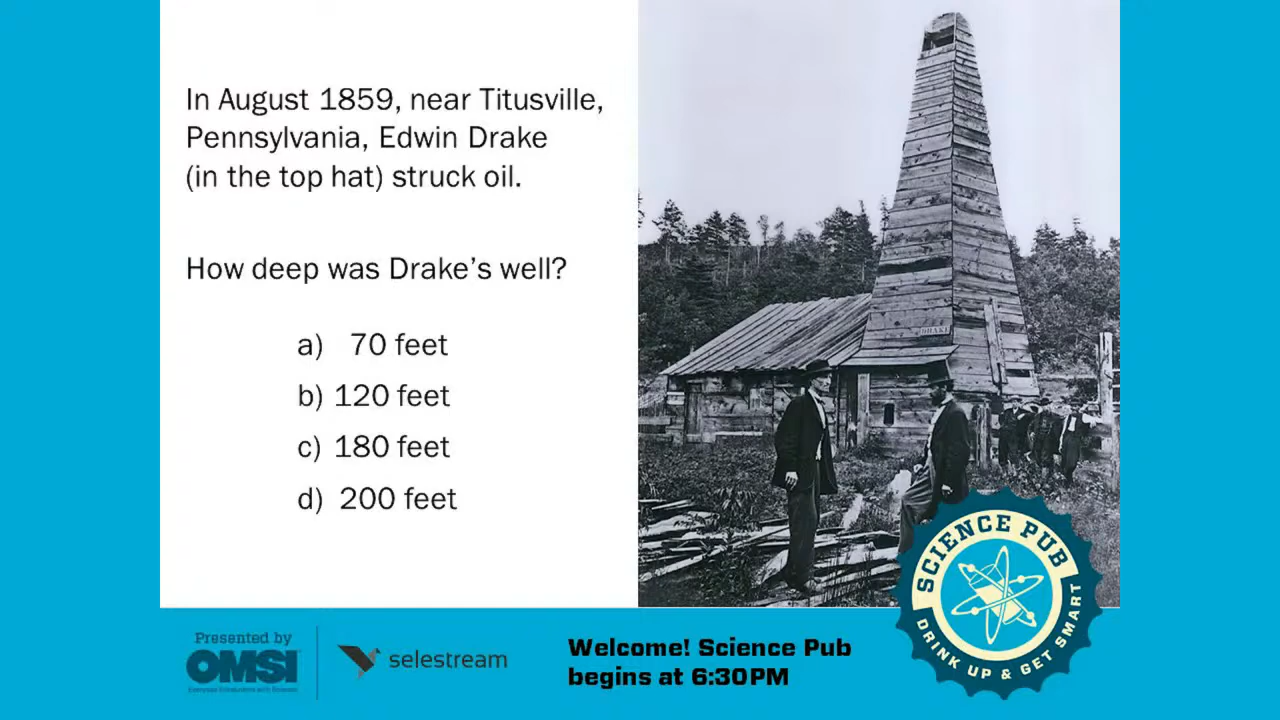 In August 1859, near Titusville,
Pennsylvania, Edwin Drake
(in the top hat) struck oil.
How deep was Drake's well?
a) 70 feet
b) 120 feet
c) 180 feet
d) 200 feet
DRAKE
SCIENCE PUB
DRINK UP & GET SMART
Presented by
OMSI
selestream
Welcome! Science Pub
begins at 6:30PM